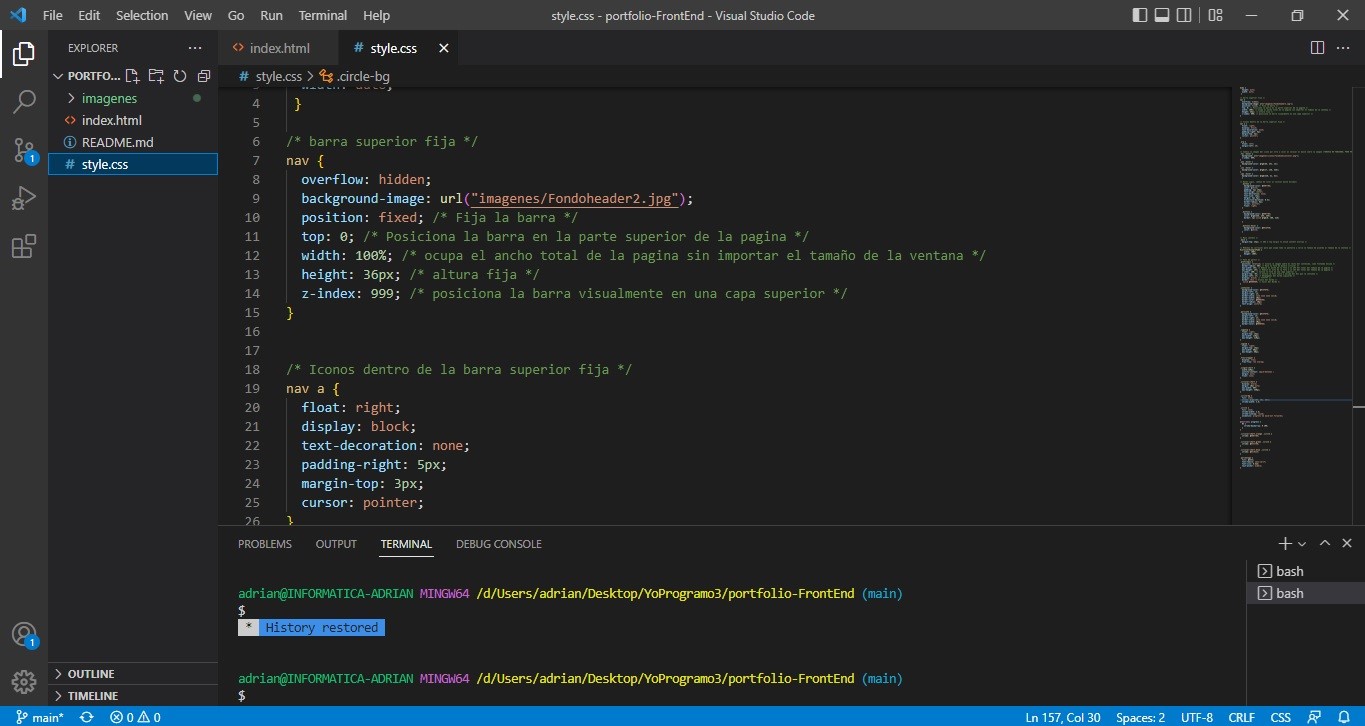 File Edit Selection View Go Run Terminal Help
style.css - portfolio-FrontEnd - Visual Studio Code
EXPLORER
PORTFO...
imagenes
index.html
README.md
style.css
OUTLINE
TIMELINE
index.html
# style.css
# style.css > .circle-bg
4 }
5
6 /* barra superior fija */
7 nav {
8 overflow: hidden;
9 background-image: url("imagenes/Fondoheader2.jpg");
10 position: fixed; /* Fija la barra */
11 top: 0; /* Posiciona la barra en la parte superior de la pagina */
12 width: 100%; /* ocupa el ancho total de la pagina sin importar el tamaño de la ventana */
13 height: 36px; /* altura fija */
14 z-index: 999; /* posiciona la barra visualmente en una capa superior */
15 }
16
17
18 /* Iconos dentro de la barra superior fija */
19 nav a {
20 float: right;
21 display: block;
22 text-decoration: none;
23 padding-right: 5px;
24 margin-top: 3px;
25 cursor: pointer;
26 }
PROBLEMS OUTPUT TERMINAL DEBUG CONSOLE
adrian@INFORMATICA-ADRIAN MINGW64 /d/Users/adrian/Desktop/YoProgramo3/portfolio-FrontEnd (main)
$
* History restored
adrian@INFORMATICA-ADRIAN MINGW64 /d/Users/adrian/Desktop/YoProgramo3/portfolio-FrontEnd (main)
$
bash
bash
1
1
main* 0 0
Ln 157, Col 30 Spaces: 2 UTF-8 CRLF CSS